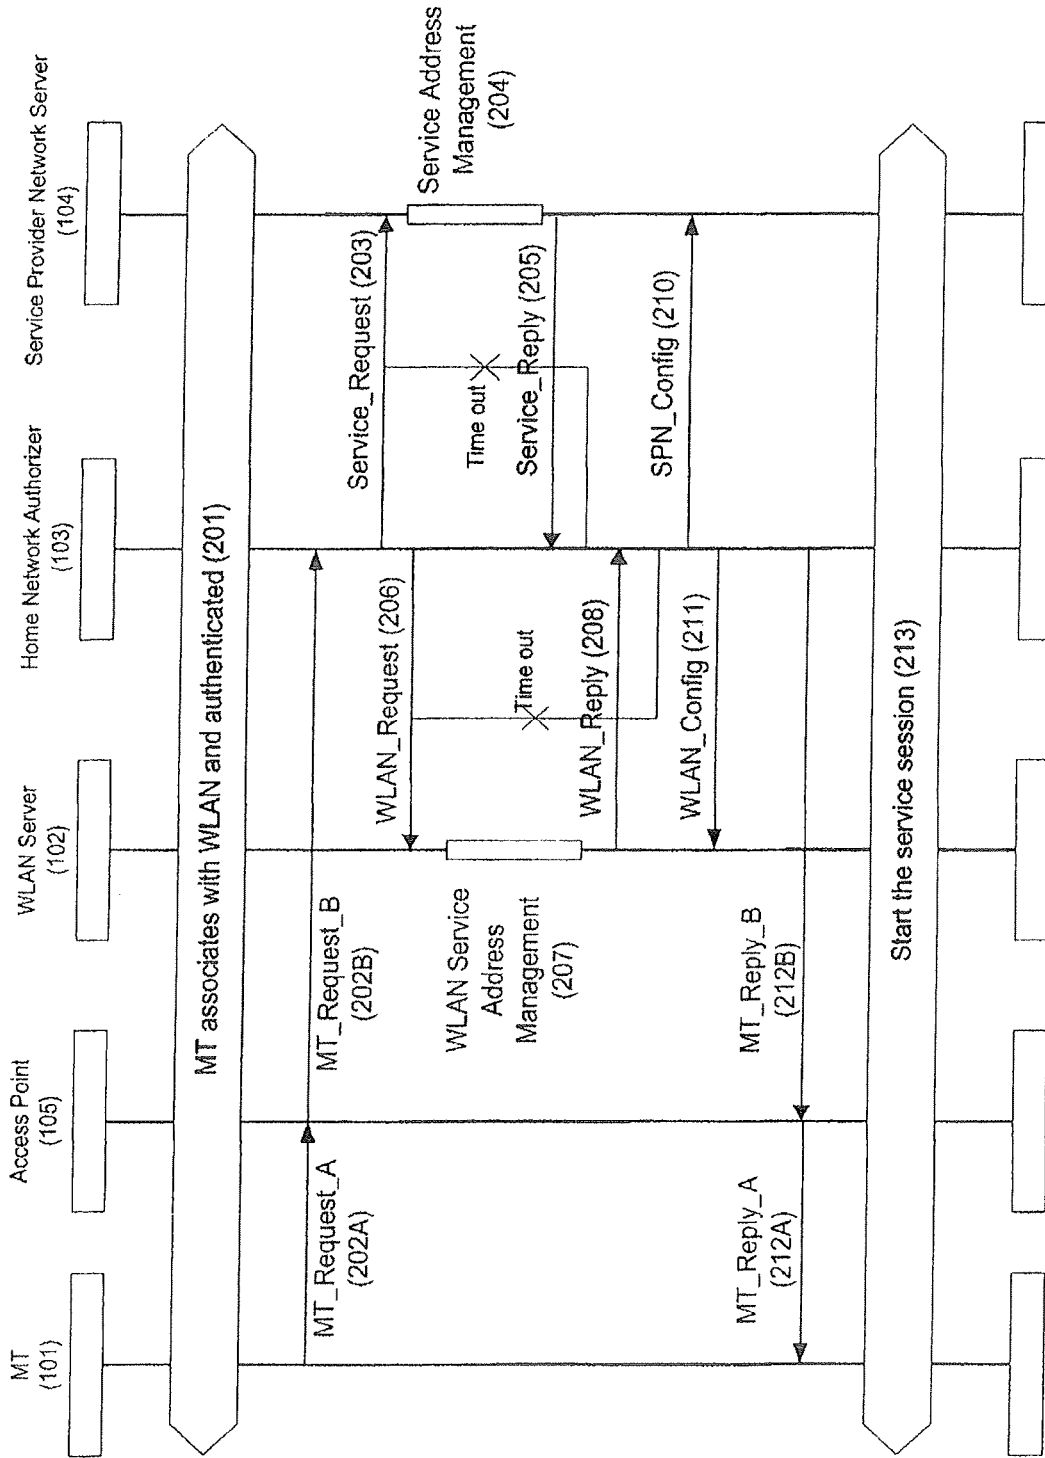 MT
(101)
Access Point
(105)
WLAN Server
(102)
Home Network Authorizer
(103)
Service Provider Network Server
(104)
MT associates with WLAN and authenticated (201)
MT_Request_A
(202A)
MT_Request_B
(202B)
Service_Request (203)
WLAN_Request (206)
Service Address
Management
(204)
Time out
Service_Reply (205)
WLAN Service
Address
Management
(207)
Time out
WLAN_Reply (208)
SPN_Config (210)
WLAN_Config (211)
MT_Reply_B
(212B)
MT_Reply_A
(212A)
Start the service session (213)